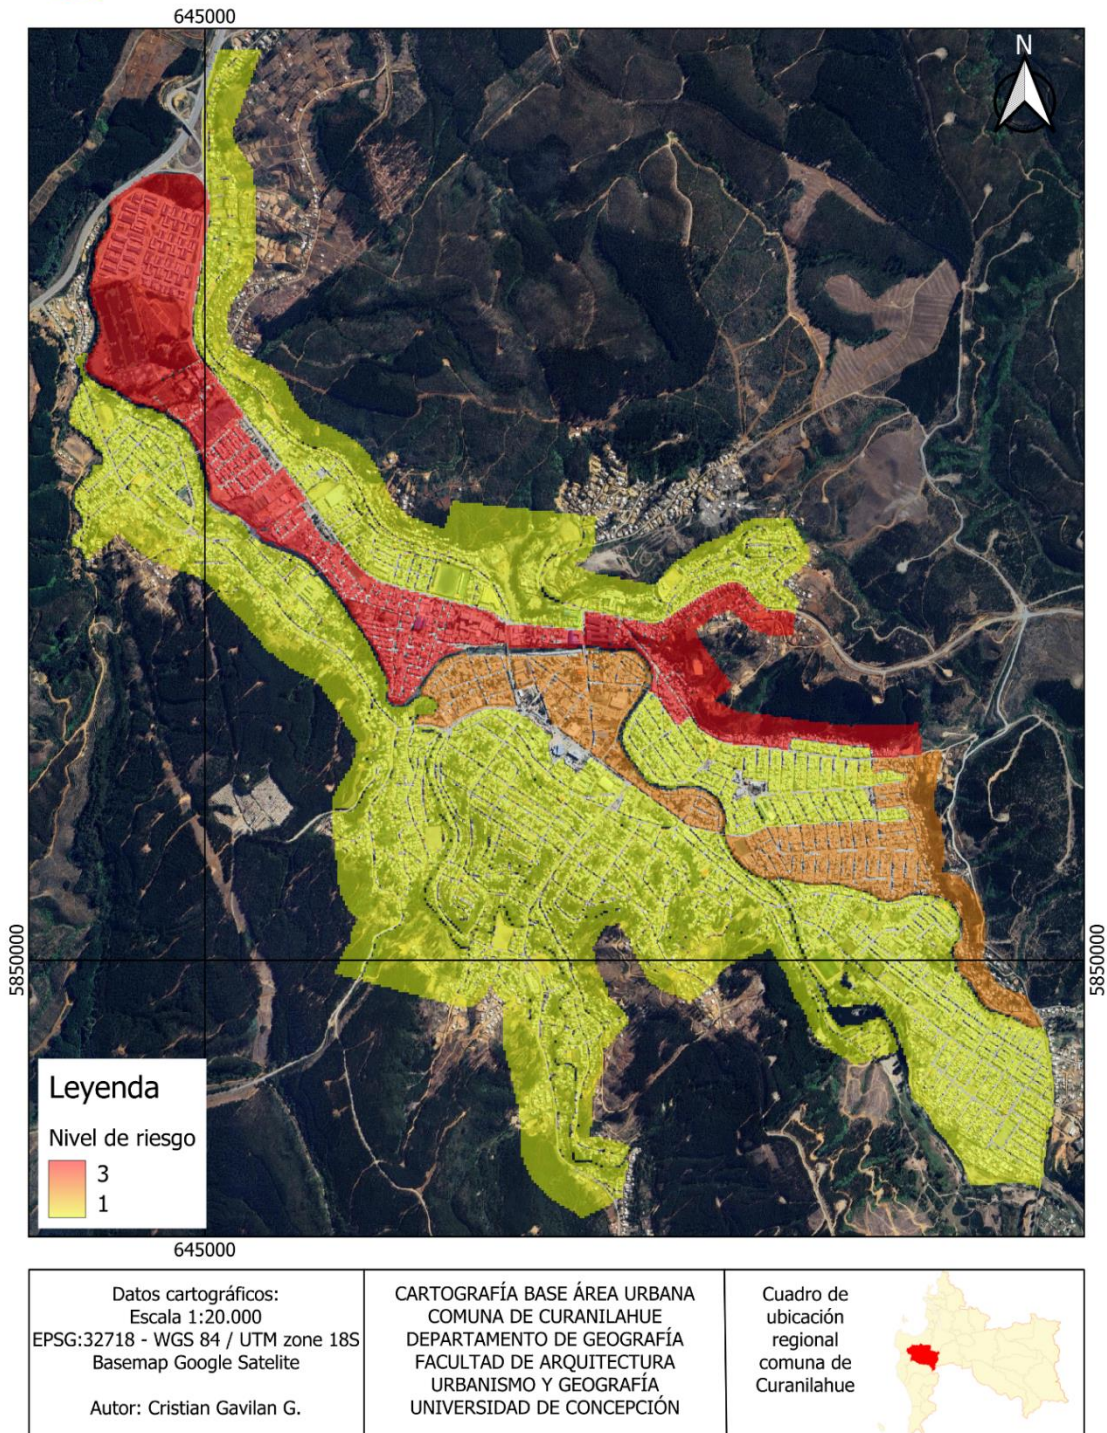 645000
N
5850000
5850000
Leyenda
Nivel de riesgo
3
1
645000
Datos cartográficos:
Escala 1:20.000
EPSG:32718 - WGS 84 / UTM zone 18S
Basemap Google Satelite
Autor: Cristian Gavilan G.
CARTOGRAFÍA BASE ÁREA URBANA
COMUNA DE CURANILAHUE
DEPARTAMENTO DE GEOGRAFÍA
FACULTAD DE ARQUITECTURA
URBANISMO Y GEOGRAFÍA
UNIVERSIDAD DE CONCEPCIÓN
Cuadro de
ubicación
regional
comuna de
Curanilahue